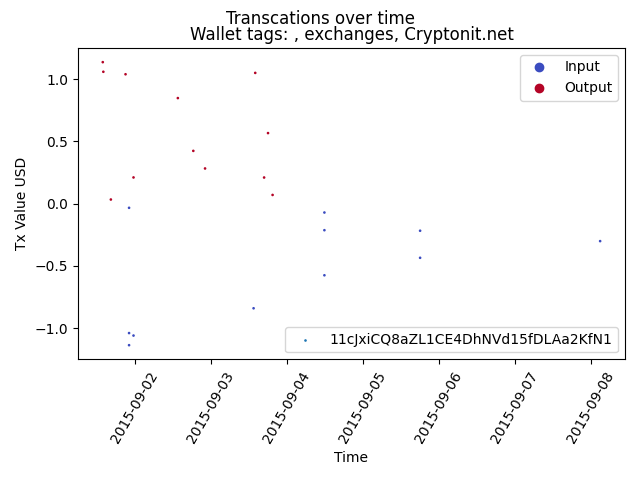 Transcations over time
Wallet tags: , exchanges, Cryptonit.net
Input
Output
1.0
0.5
0.0
−0.5
−1.0
Tx Value USD
11cJxiCQ8aZL1CE4DhNVd15fDLAa2KfN1
2015-09-02
2015-09-03
2015-09-04
2015-09-05
2015-09-06
2015-09-07
2015-09-08
Time